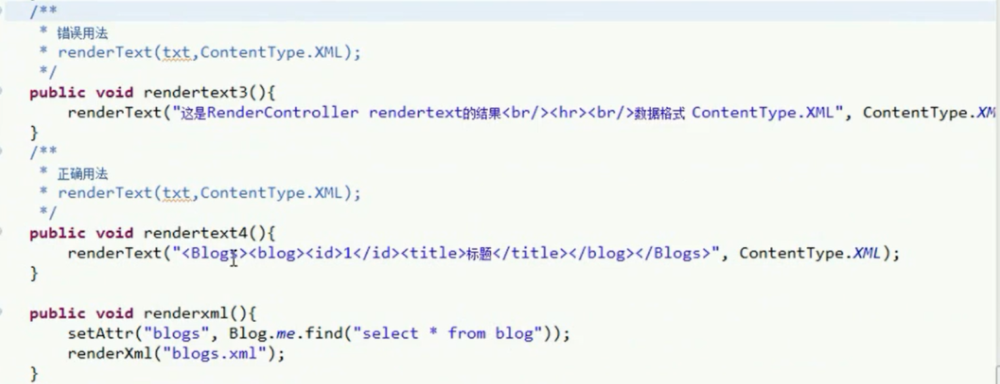 /**
 * 错误用法
 * renderText(txt,ContentType.XML);
 */
public void rendertext3(){
    renderText("这是RenderController rendertext的结果<br/><hr><br/>数据格式 ContentType.XML", ContentType.XM
}
/**
 * 正确用法
 * renderText(txt,ContentType.XML);
 */
public void rendertext4(){
    renderText("<Blogs><blog><id>1</id><title>标题</title></blog></Blogs>", ContentType.XML);
}
public void renderxml(){
    setAttr("blogs", Blog.me.find("select * from blog"));
    renderXml("blogs.xml");
}